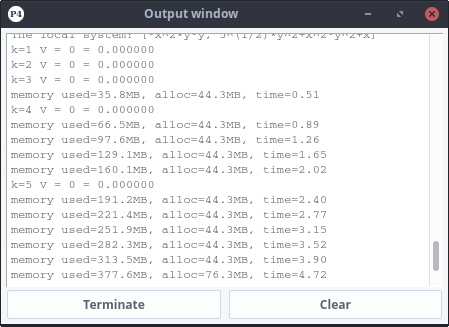 P4
Output window
The local system: [-x^2*y-y, 3^(1/2)*y^2+x^2*y^2+x]
k=1 V = 0 = 0.000000
k=2 V = 0 = 0.000000
k=3 V = 0 = 0.000000
memory used=35.8MB, alloc=44.3MB, time=0.51
k=4 V = 0 = 0.000000
memory used=66.5MB, alloc=44.3MB, time=0.89
memory used=97.6MB, alloc=44.3MB, time=1.26
memory used=129.1MB, alloc=44.3MB, time=1.65
memory used=160.1MB, alloc=44.3MB, time=2.02
k=5 V = 0 = 0.000000
memory used=191.2MB, alloc=44.3MB, time=2.40
memory used=221.4MB, alloc=44.3MB, time=2.77
memory used=251.9MB, alloc=44.3MB, time=3.15
memory used=282.3MB, alloc=44.3MB, time=3.52
memory used=313.5MB, alloc=44.3MB, time=3.90
memory used=377.6MB, alloc=76.3MB, time=4.72
Terminate
Clear